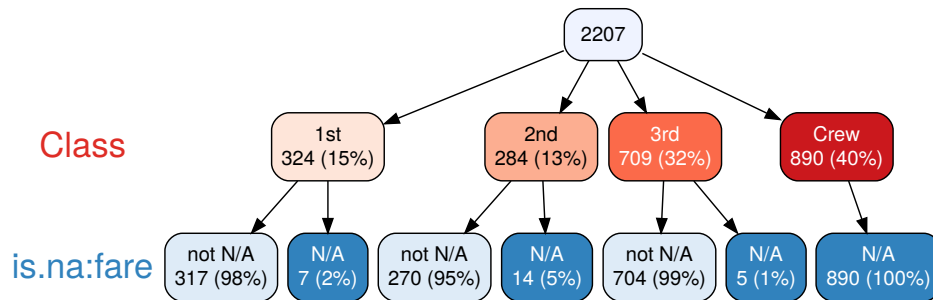 2207
Class
1st
324 (15%)
2nd
284 (13%)
3rd
709 (32%)
Crew
890 (40%)
is.na:fare
not N/A
317 (98%)
N/A
7 (2%)
not N/A
270 (95%)
N/A
14 (5%)
not N/A
704 (99%)
N/A
5 (1%)
N/A
890 (100%)